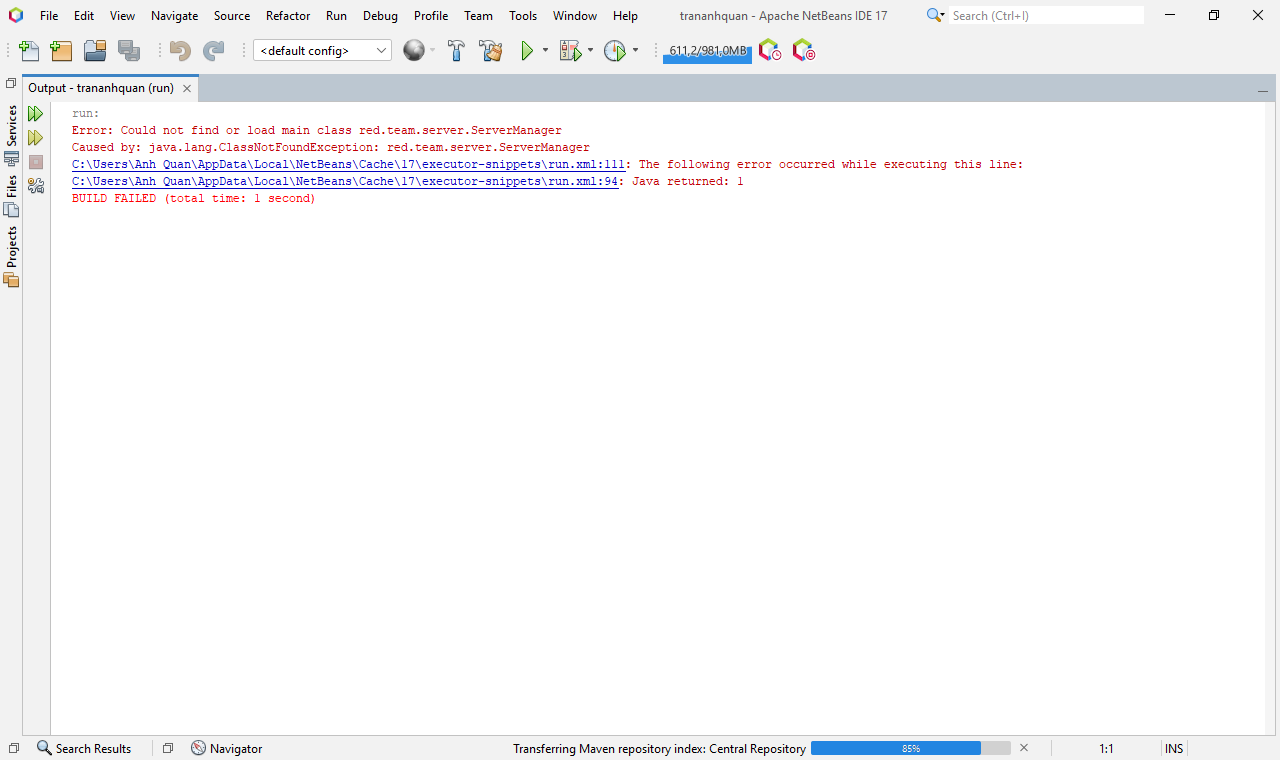 File Edit View Navigate Source Refactor Run Debug Profile Team Tools Window Help trananhquan - Apache NetBeans IDE 17 Search (Ctrl+I)
<default config> 611,2/981,0MB
Output - trananhquan (run)
Services
Files
Projects
run:
Error: Could not find or load main class red.team.server.ServerManager
Caused by: java.lang.ClassNotFoundException: red.team.server.ServerManager
C:\Users\Anh Quan\AppData\Local\NetBeans\Cache\17\executor-snippets\run.xml:111: The following error occurred while executing this line:
C:\Users\Anh Quan\AppData\Local\NetBeans\Cache\17\executor-snippets\run.xml:94: Java returned: 1
BUILD FAILED (total time: 1 second)
Search Results Navigator Transferring Maven repository index: Central Repository 85% 1:1 INS